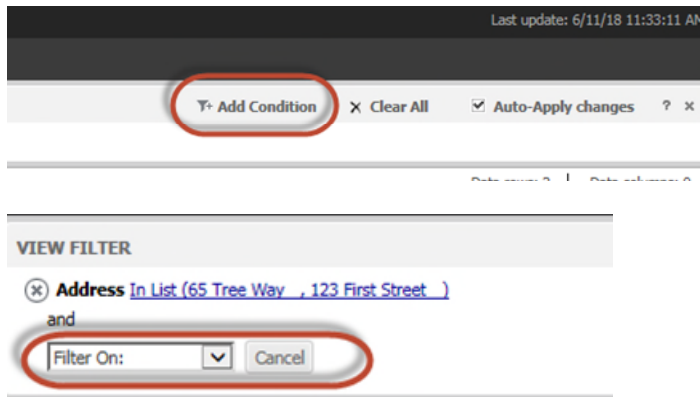 Last update: 6/11/18 11:33:11 AM
Add Condition Clear All Auto-Apply changes ? x
VIEW FILTER
Address In List (65 Tree Way , 123 First Street )
and
Filter On: Cancel